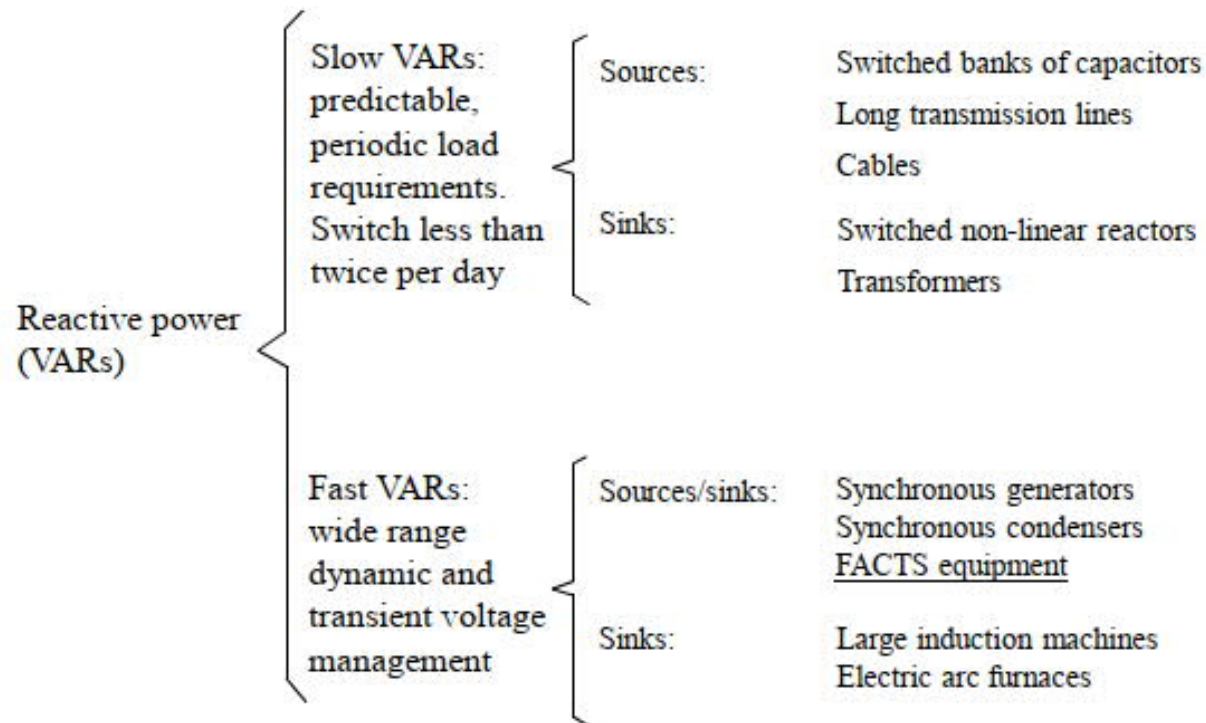 Reactive power
(VARs)
Slow VARs:
predictable,
periodic load
requirements.
Switch less than
twice per day
Sources:
Switched banks of capacitors
Long transmission lines
Cables
Sinks:
Switched non-linear reactors
Transformers
Fast VARs:
wide range
dynamic and
transient voltage
management
Sources/sinks:
Synchronous generators
Synchronous condensers
FACTS equipment
Sinks:
Large induction machines
Electric arc furnaces